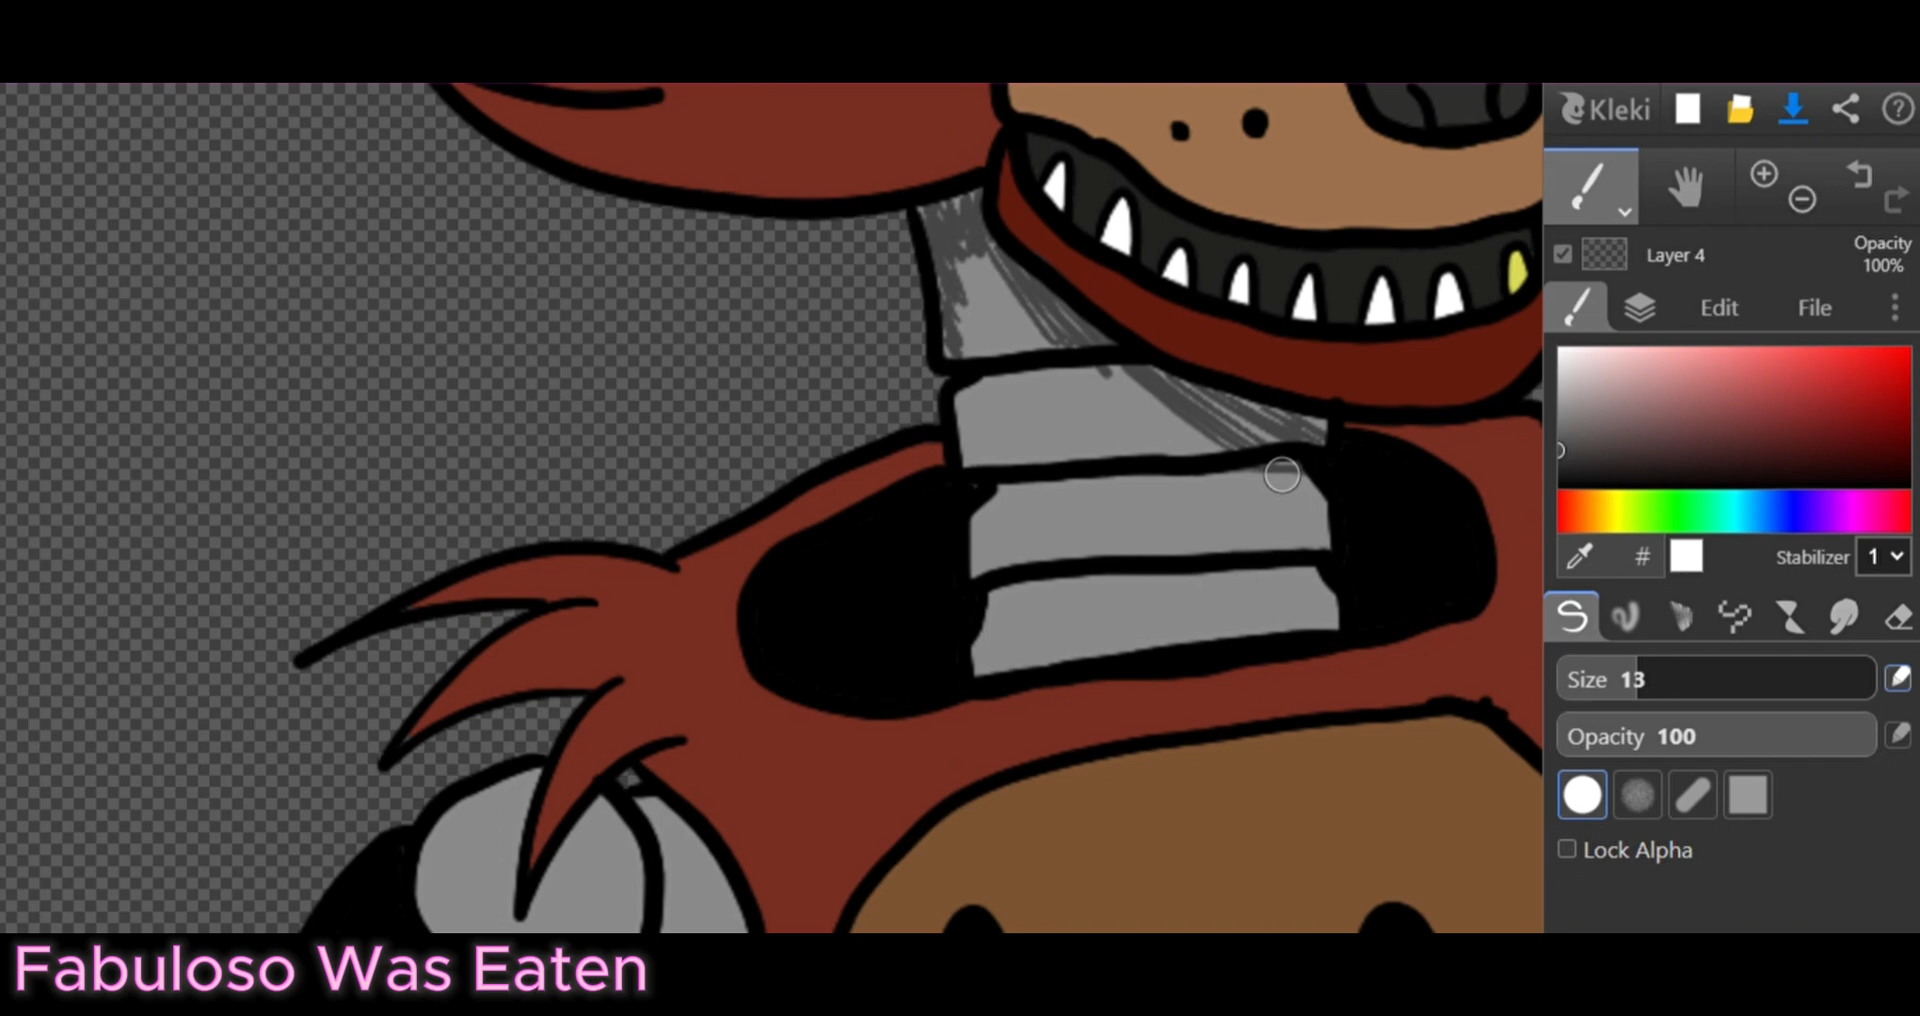 Kleki
Layer 4
Opacity
100%
Edit
File
#
Stabilizer 1
Size 13
Opacity 100
Lock Alpha
Fabuloso Was Eaten